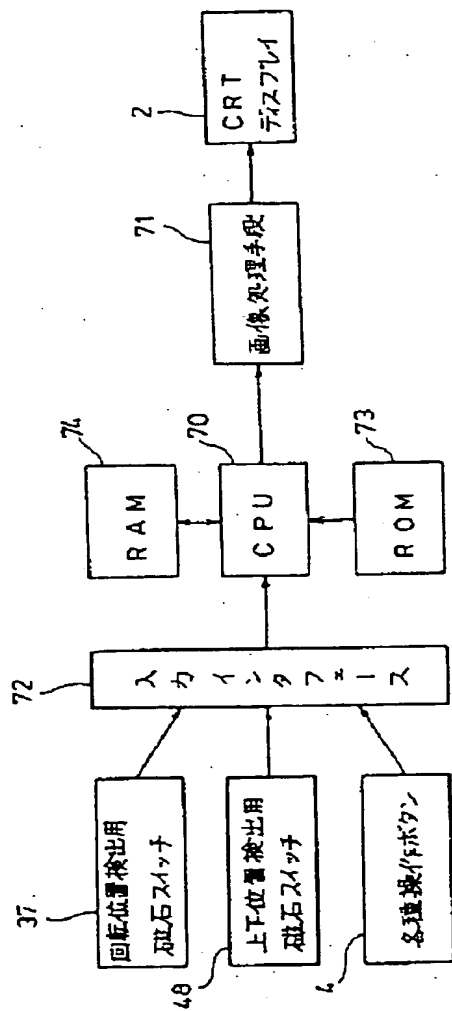 37
回転位置検出用
磁石スイッチ
48
上下位置検出用
磁石スイッチ
4
各種操作ボタン
72
入力インタフェース
74
RAM
70
CPU
73
ROM
71
画像処理手段
2
CRT
ディスプレイ